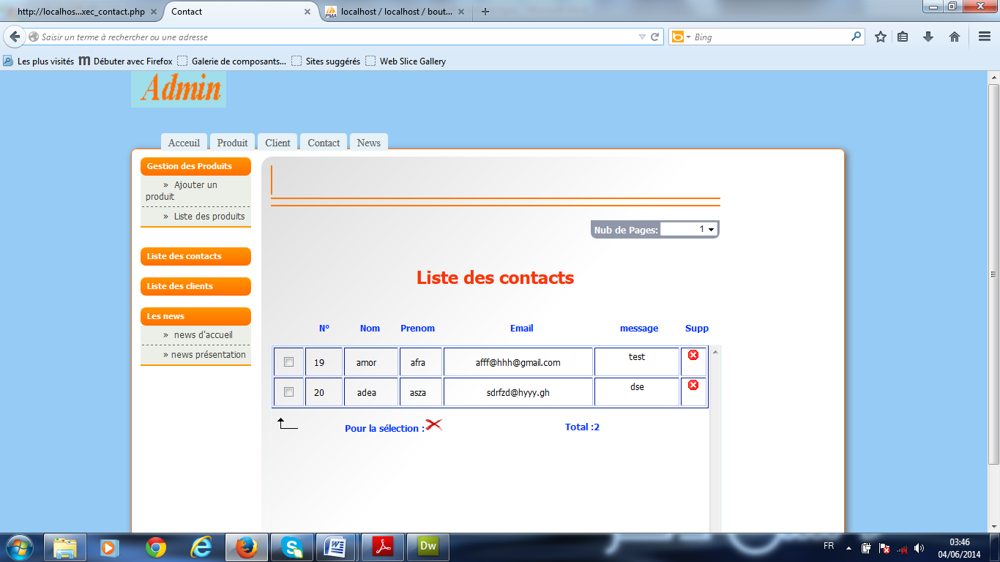 http://localhos...xec_contact.php
Contact
PMA
localhost / localhost / bout...
Saisir un terme à rechercher ou une adresse
Bing
Les plus visités
Débuter avec Firefox
Galerie de composants...
Sites suggérés
Web Slice Gallery
Admin
Acceuil Produit Client Contact News
Gestion des Produits
» Ajouter un
produit
» Liste des produits
Liste des contacts
Liste des clients
Les news
» news d'accueil
» news présentation
Nub de Pages: 1
Liste des contacts
N° Nom Prenom Email message Supp
19 amor afra afff@hhh@gmail.com test
20 adea asza sdrfzd@hyyy.gh dse
Pour la sélection :
Total :2
Dw
FR
03:46
04/06/2014